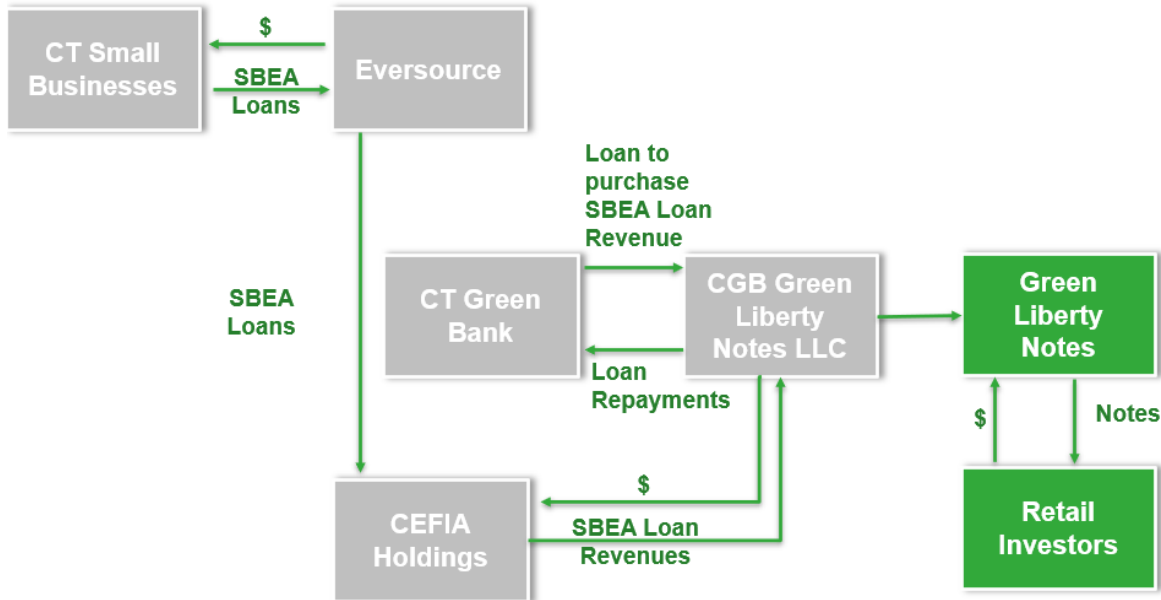 CT Small
Businesses
$
SBEA
Loans
Eversource
Loan to
purchase
SBEA Loan
Revenue
SBEA
Loans
CT Green
Bank
CGB Green
Liberty
Notes LLC
Green
Liberty
Notes
Loan
Repayments
$
Notes
$
CEFIA
Holdings
SBEA Loan
Revenues
Retail
Investors